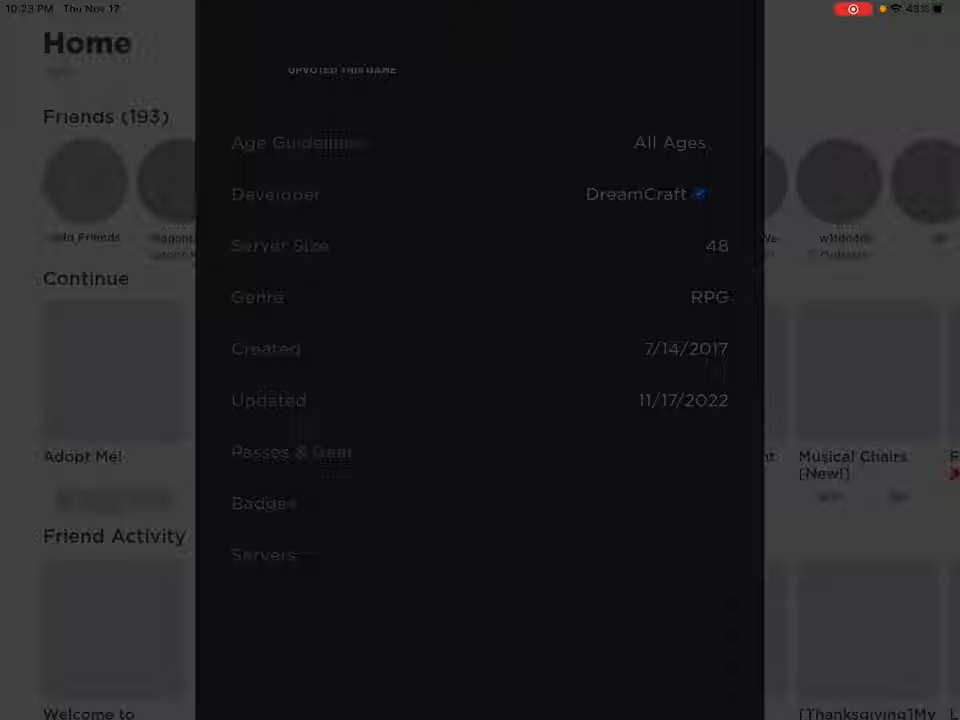 10:23 PM Thu Nov 17
Home
UPVOTED THIS GAME
Friends (193)
Age Guidelines
All Ages
Developer
DreamCraft
Add Friends
Server Size
48
Continue
Genre
RPG
Created
7/14/2017
Updated
11/17/2022
Adopt Me!
Passes & Gear
Musical Chairs
[New!]
Badges
Friend Activity
Servers
Welcome to
[Thanksgiving]My